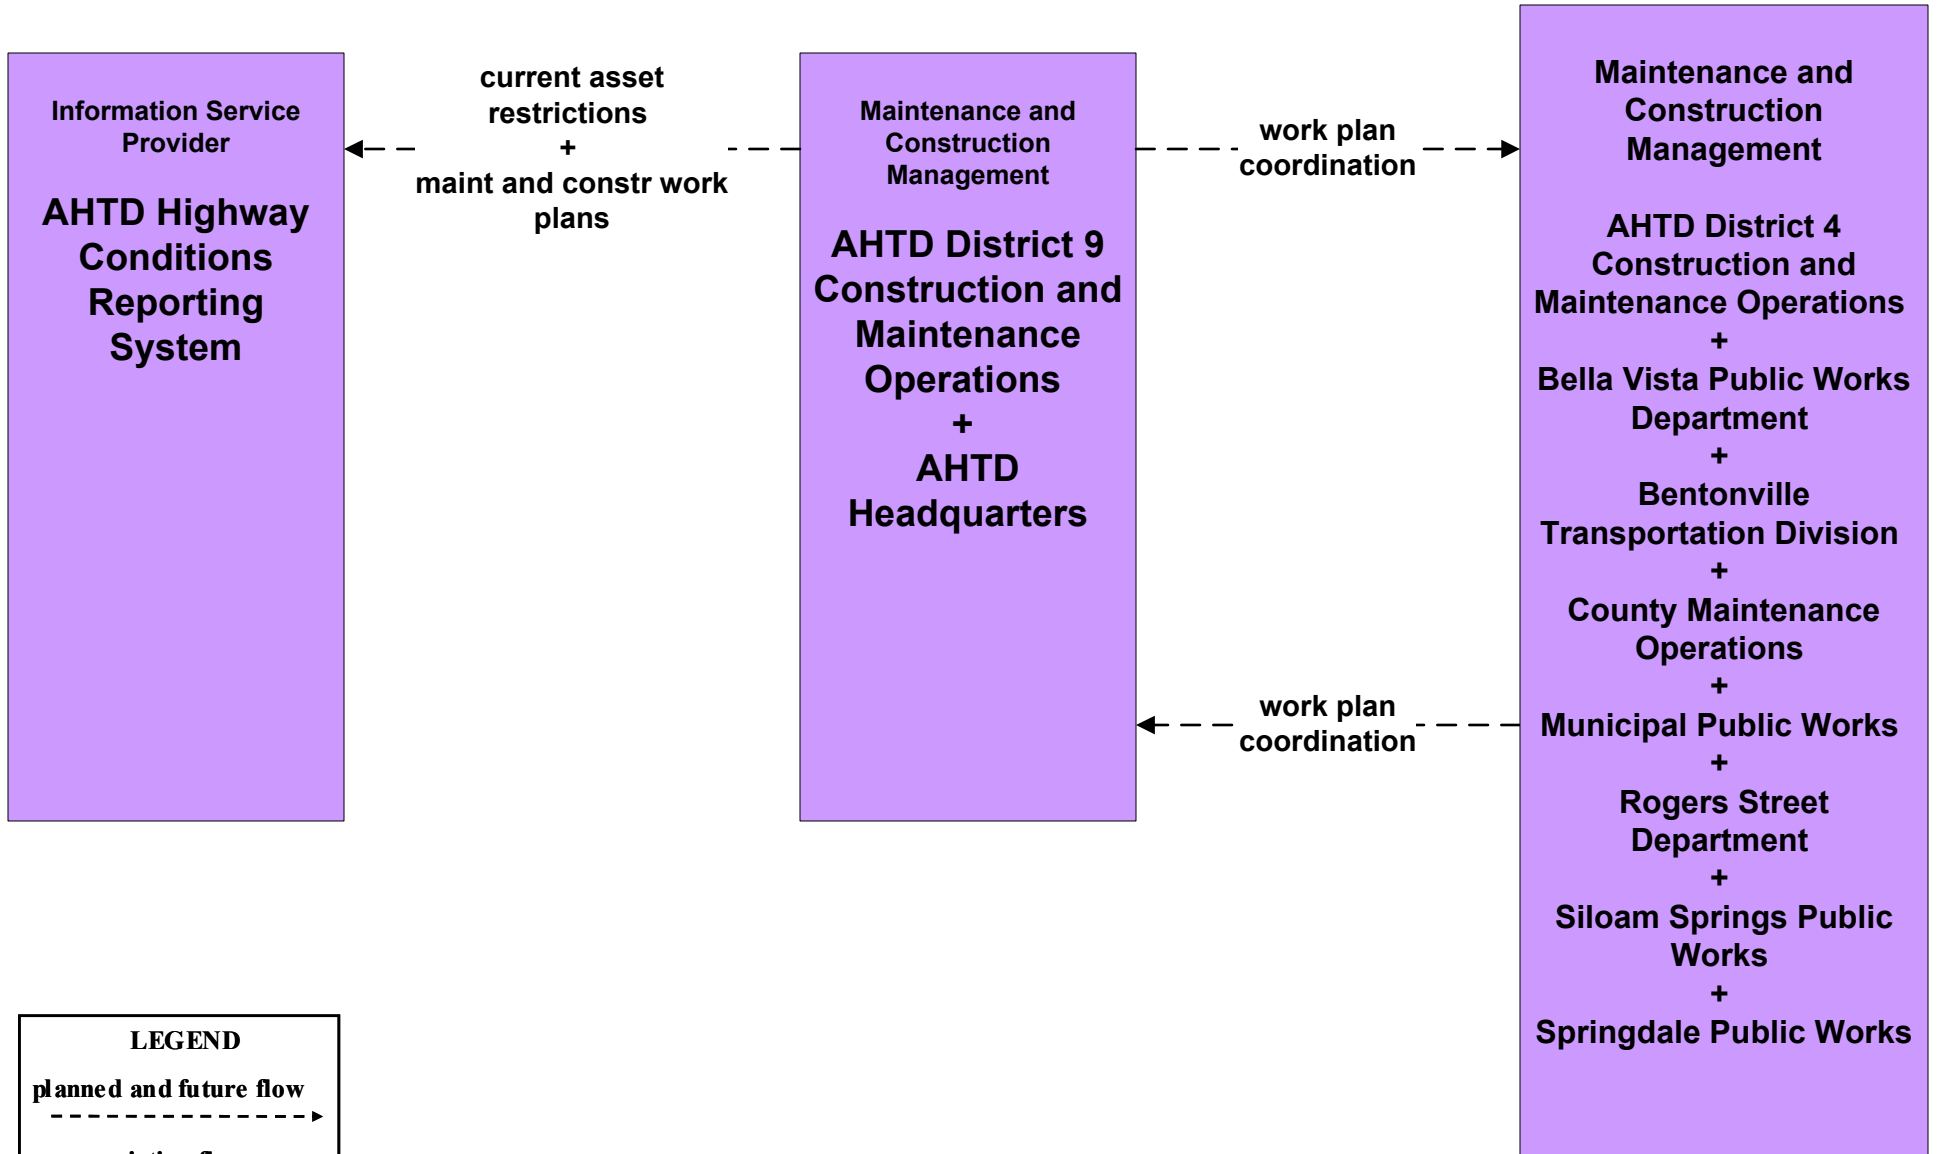 Information Service
Provider
AHTD Highway
Conditions
Reporting
System
current asset
restrictions
+
maint and constr work
plans
Maintenance and
Construction
Management
AHTD District 9
Construction and
Maintenance
Operations
+
AHTD
Headquarters
work plan
coordination
work plan
coordination
Maintenance and
Construction
Management
AHTD District 4
Construction and
Maintenance Operations
+
Bella Vista Public Works
Department
+
Bentonville
Transportation Division
+
County Maintenance
Operations
+
Municipal Public Works
+
Rogers Street
Department
+
Siloam Springs Public
Works
+
Springdale Public Works
LEGEND
planned and future flow